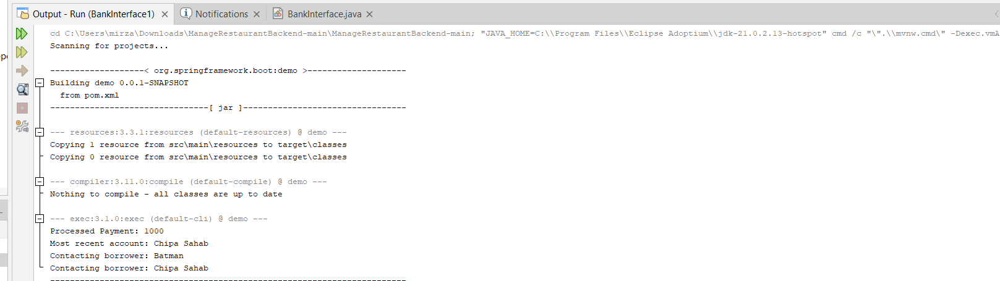 Output - Run (BankInterface1) × Notifications × BankInterface.java ×
cd C:\Users\mirza\Downloads\ManageRestaurantBackend-main\ManageRestaurantBackend-main; "JAVA_HOME=C:\\Program Files\\Eclipse Adoptium\\jdk-21.0.2.13-hotspot" cmd /c "\".\\mvnw.cmd\" -Dexec.vmA
Scanning for projects...
-------------------< org.springframework.boot:demo >--------------------
Building demo 0.0.1-SNAPSHOT
from pom.xml
--------------------------------[ jar ]---------------------------------
--- resources:3.3.1:resources (default-resources) @ demo ---
Copying 1 resource from src\main\resources to target\classes
Copying 0 resource from src\main\resources to target\classes
--- compiler:3.11.0:compile (default-compile) @ demo ---
Nothing to compile - all classes are up to date
--- exec:3.1.0:exec (default-cli) @ demo ---
Processed Payment: 1000
Most recent account: Chipa Sahab
Contacting borrower: Batman
Contacting borrower: Chipa Sahab
------------------------------------------------------------------------